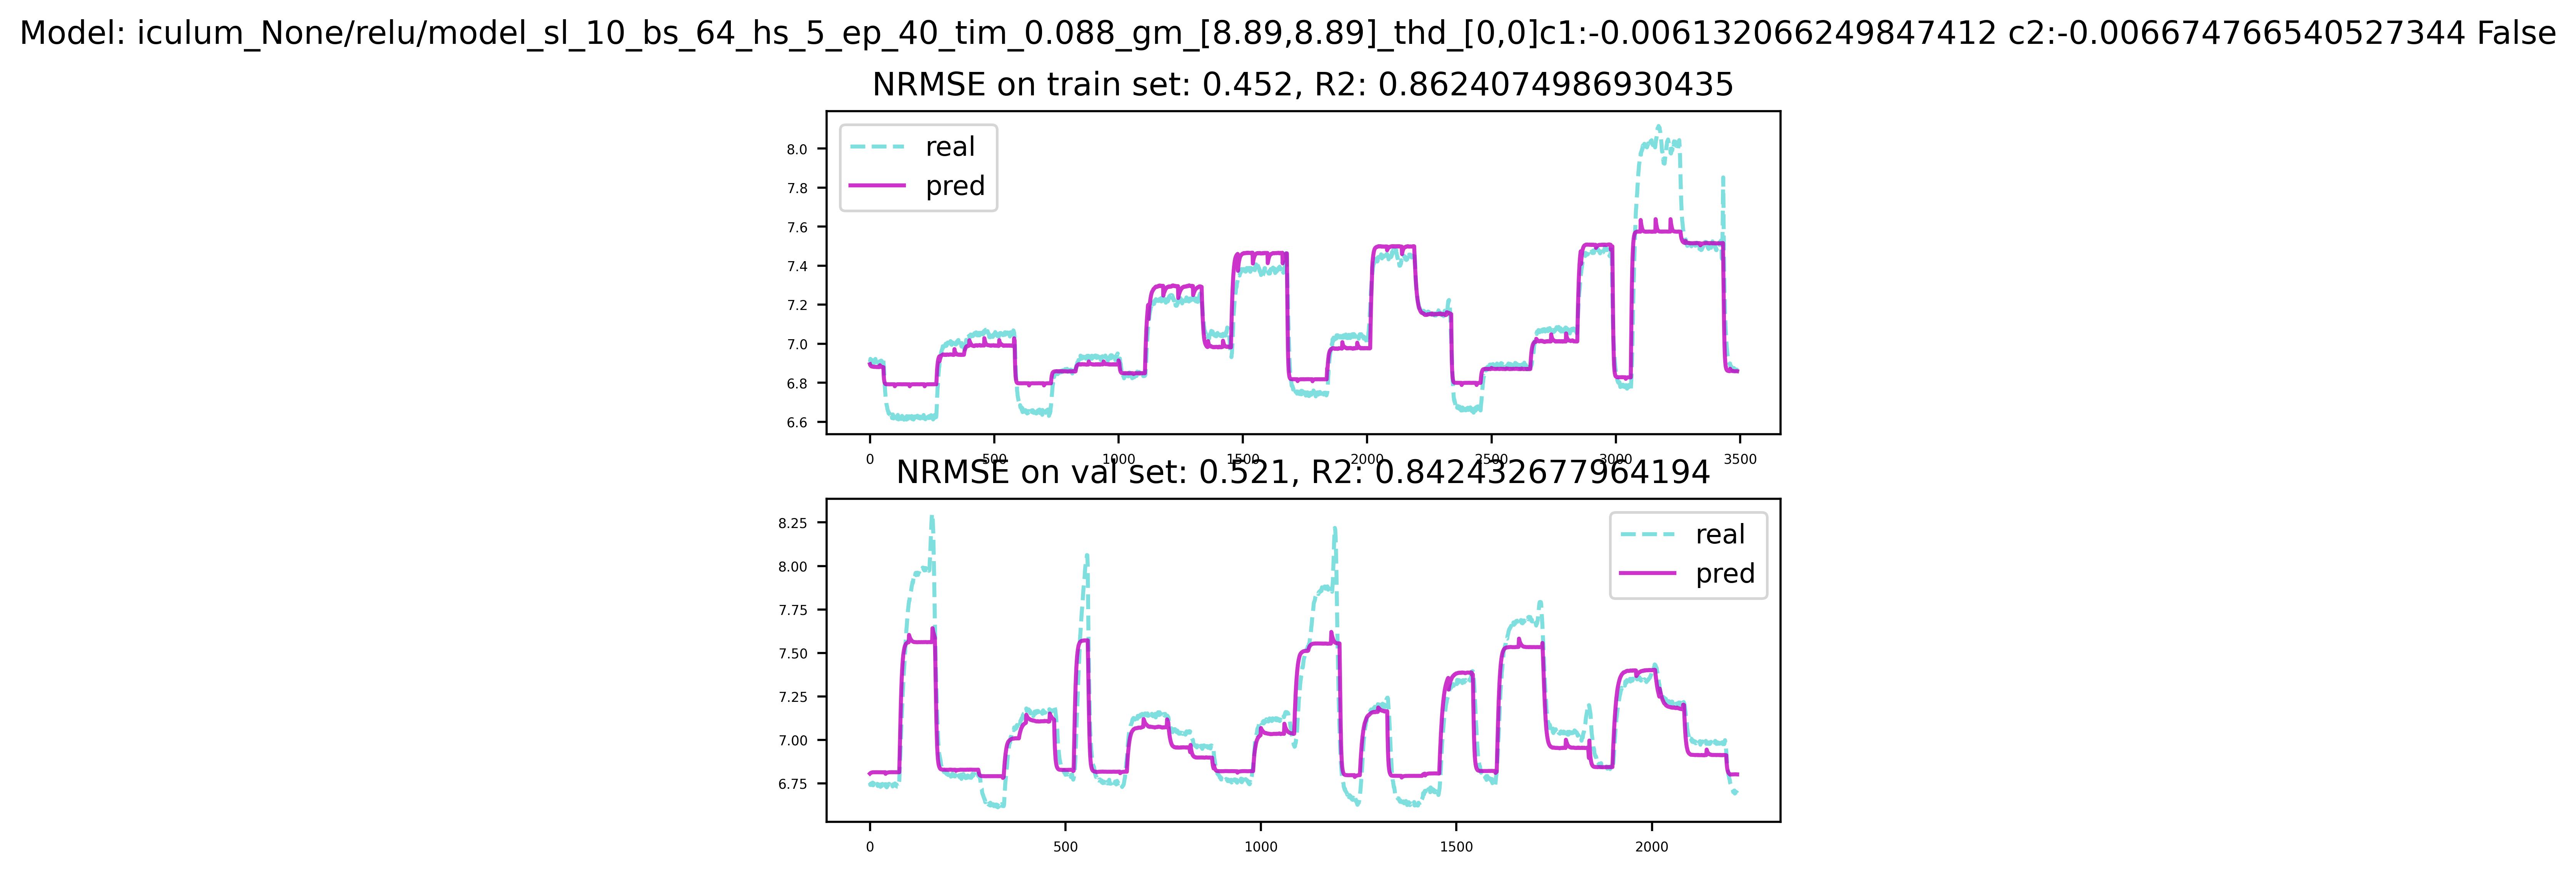 Model: iculum_None/relu/model_sl_10_bs_64_hs_5_ep_40_tim_0.088_gm_[8.89,8.89]_thd_[0,0]c1:-0.006132066249847412 c2:-0.006674766540527344 False
NRMSE on train set: 0.452, R2: 0.8624074986930435
real
pred
8.0
7.8
7.6
7.4
7.2
7.0
6.8
6.6
0 500 1000 1500 2000 2500 3000 3500
NRMSE on val set: 0.521, R2: 0.842432677964194
real
pred
8.25
8.00
7.75
7.50
7.25
7.00
6.75
0 500 1000 1500 2000